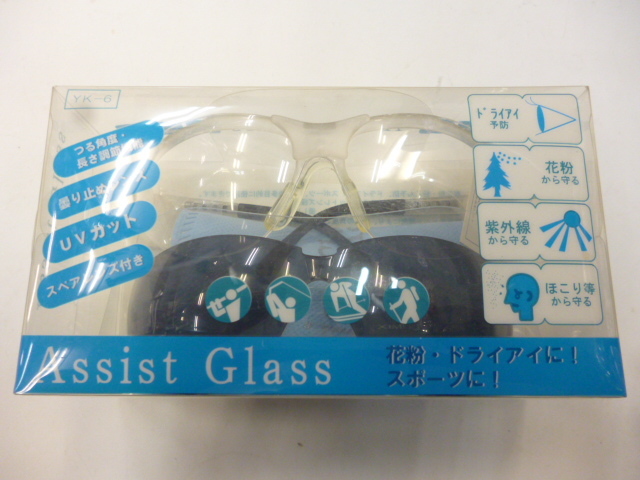 YK-6
つる角度・
長さ調節
曇り止め
UVカット
スペア
付き
ドライアイ
予防
花粉
から守る
紫外線
から守る
ほこり等
から守る
Assist Glass
花粉・ドライアイに!
スポーツに!